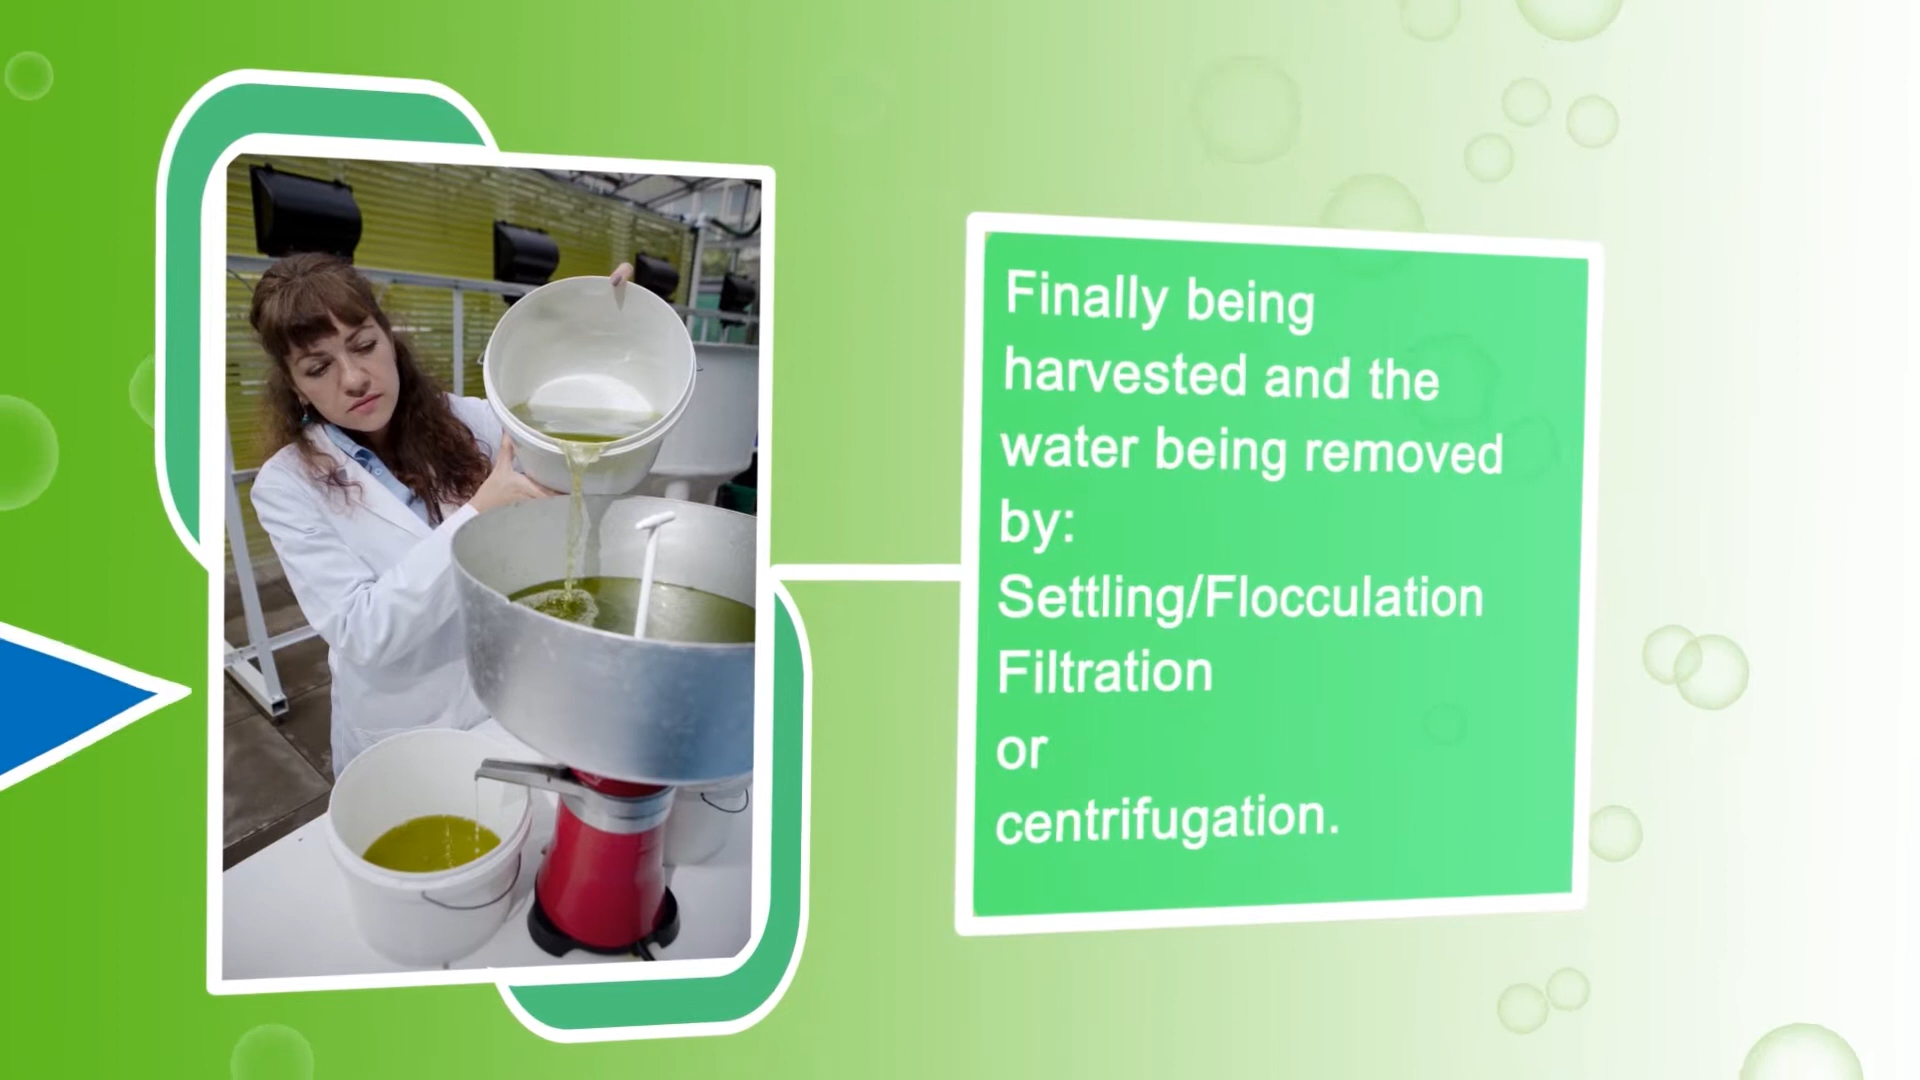 Finally being
harvested and the
water being removed
by:
Settling/Flocculation
Filtration
or
centrifugation.